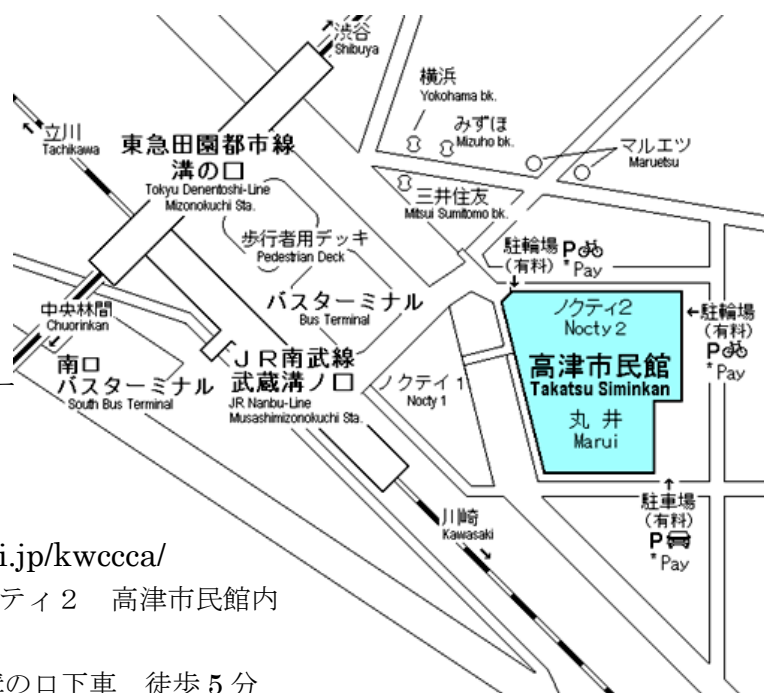 渋谷
Shibuya
横浜
Yokohama bk.
みずほ
Mizuho bk.
マルエツ
Maruetsu
立川
Tachikawa
東急田園都市線
溝の口
Tokyu Denentoshi-Line
Mizonokuchi Sta.
三井住友
Mitsui Sumitomo bk.
歩行者用デッキ
Pedestrian Deck
駐輪場 P
(有料) *Pay
バスターミナル
Bus Terminal
中央林間
Chuorinkan
ノクティ2
Nocty 2
←駐輪場
(有料)
P
*Pay
高津市民館
Takatsu Siminkan
丸井
Marui
南口
バスターミナル
South Bus Terminal
JR南武線
武蔵溝ノ口
JR Nanbu-Line
Musashimizonokuchi Sta.
ノクテイ1
Nocty 1
駐車場
(有料)
P
*Pay
川崎
Kawasaki
i.jp/kwccca/
ティ２　高津市民館内
の口下車　徒歩５分